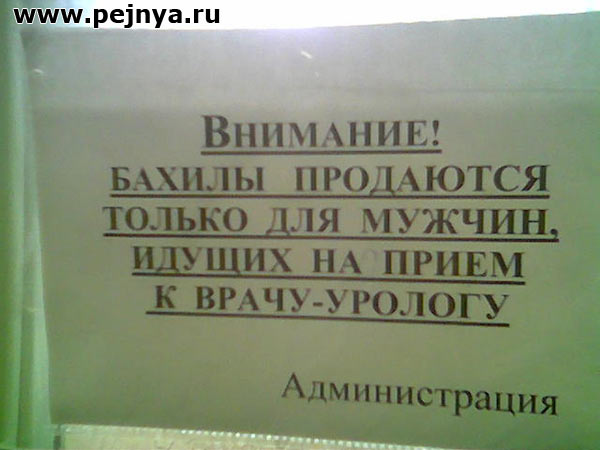 www.pejnya.ru
ВНИМАНИЕ!
БАХИЛЫ ПРОДАЮТСЯ
ТОЛЬКО ДЛЯ МУЖЧИН,
ИДУЩИХ НА ПРИЕМ
К ВРАЧУ-УРОЛОГУ
Администрация